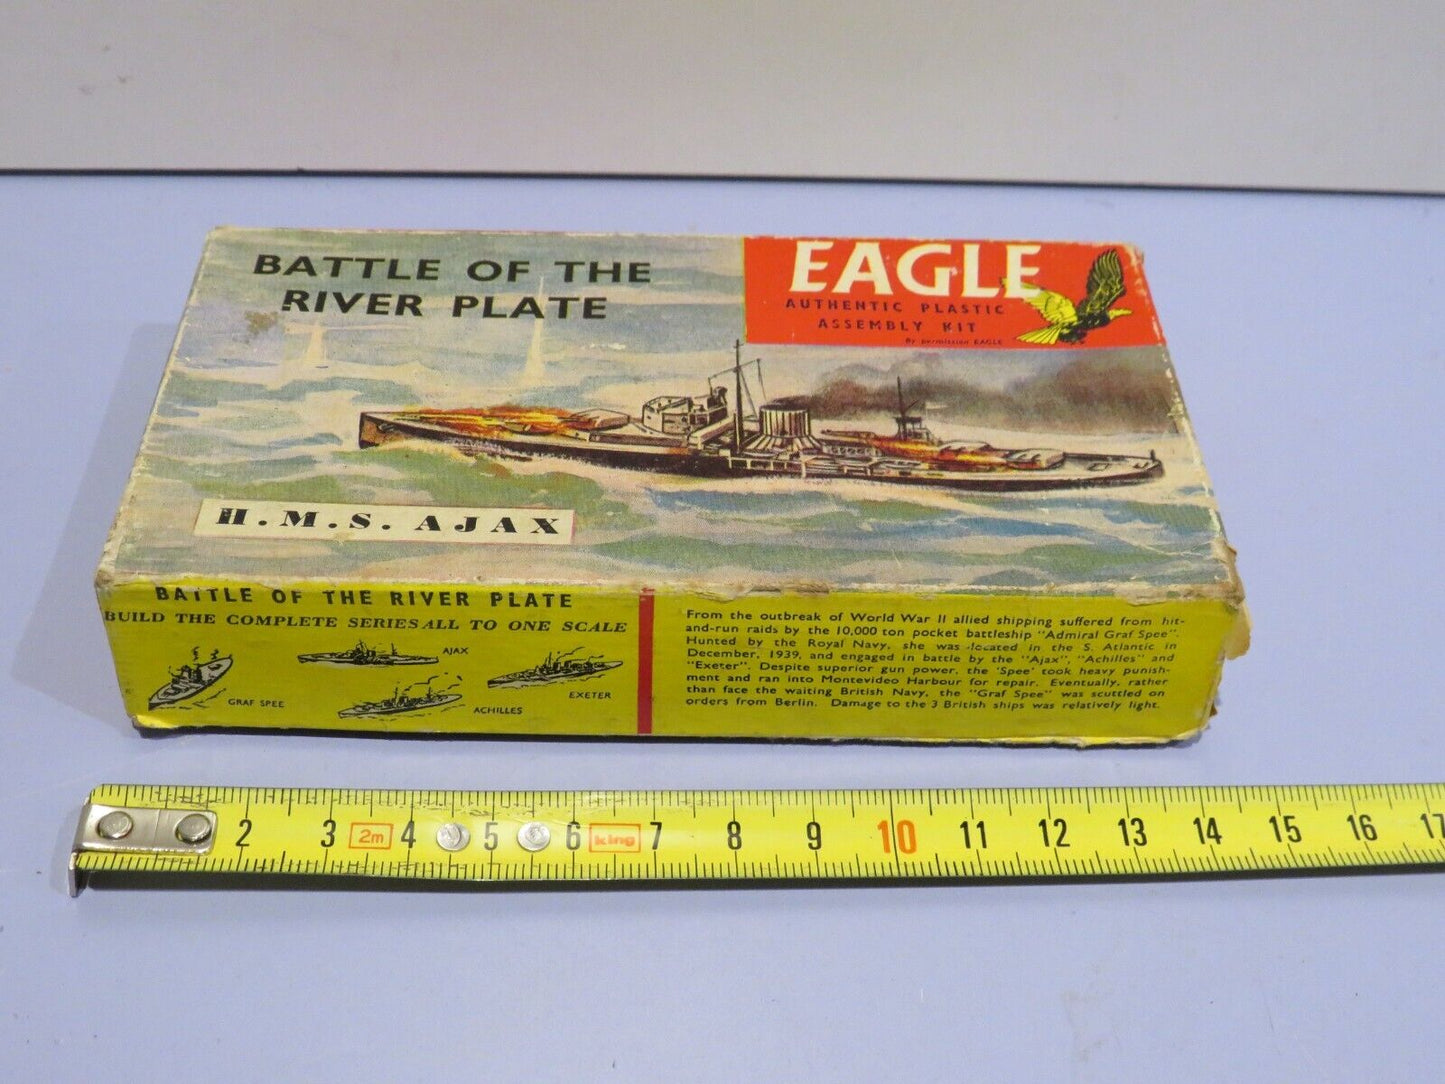 BATTLE OF THE
RIVER PLATE
EAGLE
AUTHENTIC PLASTIC
ASSEMBLY KIT
By permission EAGLE
H.M.S. AJAX
BATTLE OF THE RIVER PLATE
BUILD THE COMPLETE SERIES ALL TO ONE SCALE
GRAF SPEE
AJAX
ACHILLES
EXETER
From the outbreak of World War II allied shipping suffered from hit-
and-run raids by the 10,000 ton pocket battleship "Admiral Graf Spee".
Hunted by the Royal Navy, she was located in the S. Atlantic in
December, 1939, and engaged in battle by the "Ajax", "Achilles" and
"Exeter". Despite superior gun power, the 'Spee' took heavy punish-
ment and ran into Montevideo Harbour for repair. Eventually, rather
than face the waiting British Navy, the "Graf Spee" was scuttled on
orders from Berlin. Damage to the 3 British ships was relatively light.
2 3 2m 4 5 6 king 7 8 9 10 11 12 13 14 15 16 17